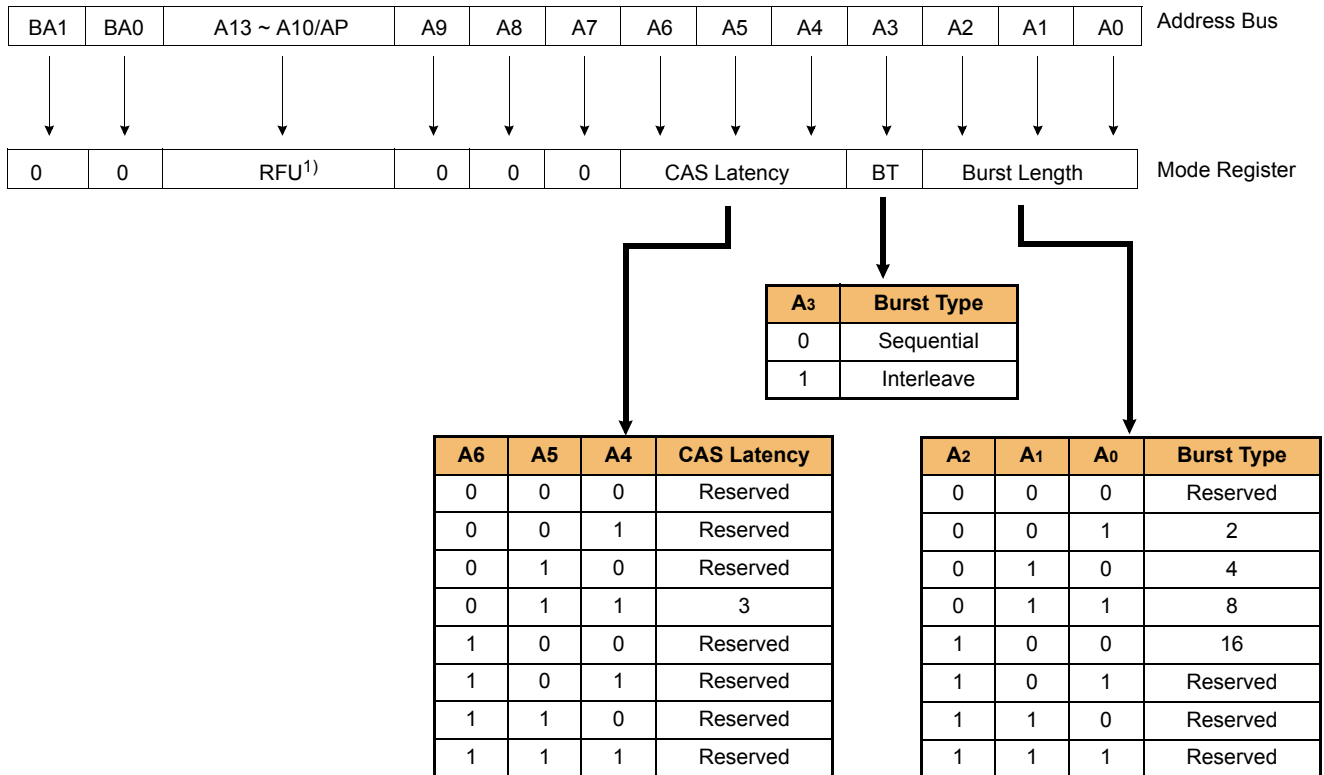 BA1 BA0 A13 ~ A10/AP A9 A8 A7 A6 A5 A4 A3 A2 A1 A0 Address Bus
0 0 RFU1) 0 0 0 CAS Latency BT Burst Length Mode Register
A3 Burst Type
0 Sequential
1 Interleave
A6 A5 A4 CAS Latency
0 0 0 Reserved
0 0 1 Reserved
0 1 0 Reserved
0 1 1 3
1 0 0 Reserved
1 0 1 Reserved
1 1 0 Reserved
1 1 1 Reserved
A2 A1 A0 Burst Type
0 0 0 Reserved
0 0 1 2
0 1 0 4
0 1 1 8
1 0 0 16
1 0 1 Reserved
1 1 0 Reserved
1 1 1 Reserved